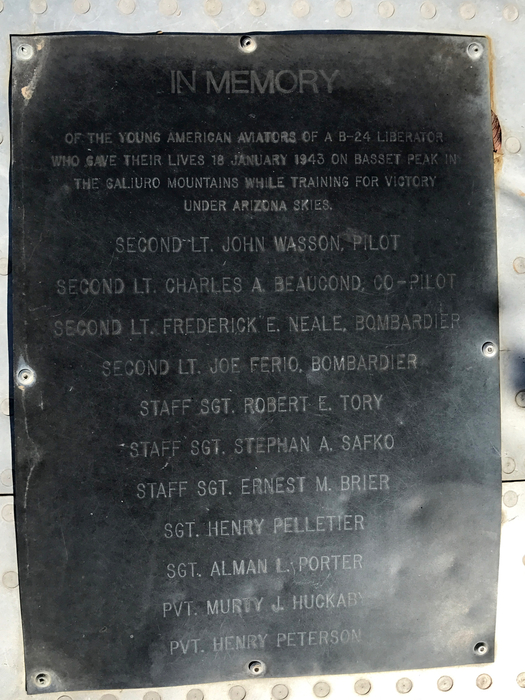 IN MEMORY
OF THE YOUNG AMERICAN AVIATORS OF A B-24 LIBERATOR
WHO GAVE THEIR LIVES 18 JANUARY 1943 ON BASSET PEAK IN
THE GALIURO MOUNTAINS WHILE TRAINING FOR VICTORY
UNDER ARIZONA SKIES.
SECOND LT. JOHN WASSON, PILOT
SECOND LT. CHARLES A. BEAUCOND, CO-PILOT
SECOND LT. FREDERICK E. NEALE, BOMBARDIER
SECOND LT. JOE FERIO, BOMBARDIER
STAFF SGT. ROBERT E. TORY
STAFF SGT. STEPHAN A. SAFKO
STAFF SGT. ERNEST M. BRIER
SGT. HENRY PELLETIER
SGT. ALMAN L. PORTER
PVT. MURTY J. HUCKABY
PVT. HENRY PETERSON